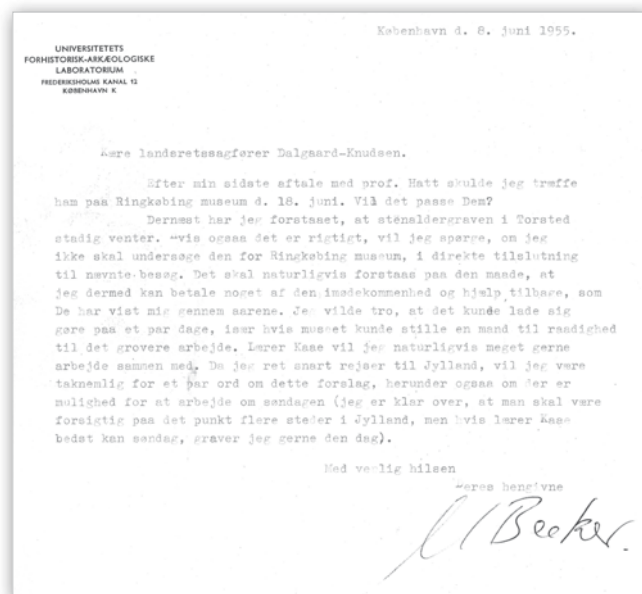 København d. 8. juni 1955.
UNIVERSITETETS
FORHISTORISK-ARKÆOLOGISKE
LABORATORIUM
FREDERIKSHOLMS KANAL 12
KØBENHAVN K
Kære landsretssagfører Dalgaard-Knudsen.
Efter min sidste aftale med prof. Hatt skulde jeg træffe
ham paa Ringkøbing museum d. 18. juni. Vil det passe Dem?
Dernæst har jeg forstaaet, at stenaldergraven i Torsted
stadig venter. Hvis ogsaa det er rigtigt, vil jeg spørge, om jeg
ikke skal undersøge den for Ringkøbing museum, i direkte tilslutning
til nævnte besøg. Det skal naturligvis forstaas paa den maade, at
jeg dermed kan betale noget af den imødekommenhed og hjælp tilbage, som
De har vist mig gennem aarene. Jeg vilde tro, at det kunde lade sig
gøre paa et par dage, især hvis museet kunde stille en mand til raadighed
til det grovere arbejde. Lærer Kaae vil jeg naturligvis meget gerne
arbejde sammen med. Da jeg ret snart rejser til Jylland, vil jeg være
taknemlig for et par ord om dette forslag, herunder ogsaa om der er
mulighed for at arbejde om søndagen (jeg er klar over, at man skal være
forsigtig paa det punkt flere steder i Jylland, men hvis lærer Kaae
bedst kan søndag, graver jeg gerne den dag).
Med venlig hilsen
Deres hengivne
Becker.